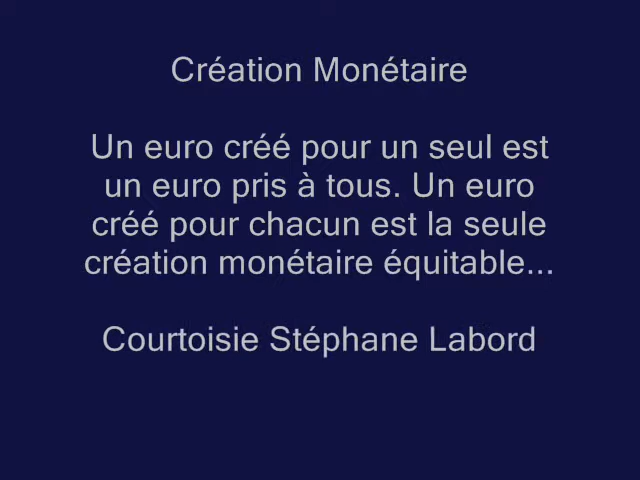 Création Monétaire
Un euro créé pour un seul est
un euro pris à tous. Un euro
créé pour chacun est la seule
création monétaire équitable...
Courtoisie Stéphane Labord